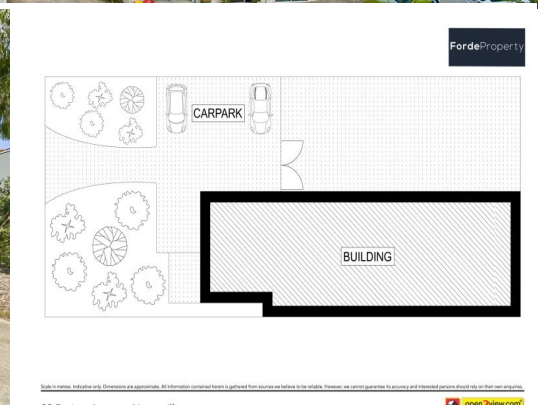 FordeProperty
CARPARK
BUILDING
Scale in metres. Indicative only. Dimensions are approximate. All information contained herein is gathered from sources we believe to be reliable. However, we cannot guarantee its accuracy and interested persons should rely on their own enquiries.
open2view.com